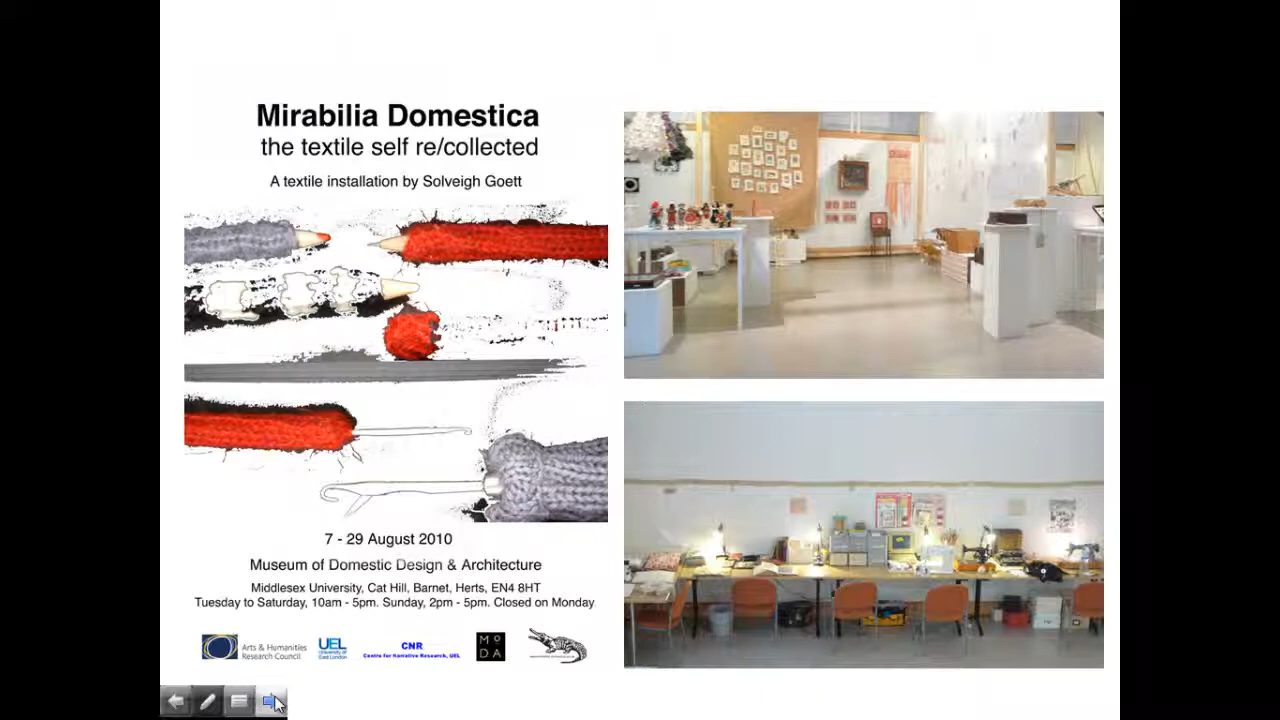 Mirabilia Domestica
the textile self re/collected
A textile installation by Solveigh Goett
7 - 29 August 2010
Museum of Domestic Design & Architecture
Middlesex University, Cat Hill, Barnet, Herts, EN4 8HT
Tuesday to Saturday, 10am - 5pm. Sunday, 2pm - 5pm. Closed on Monday
Arts & Humanities
Research Council
UEL
University of
East London
CNR
Centre for Narrative Research, UEL
MO
DA